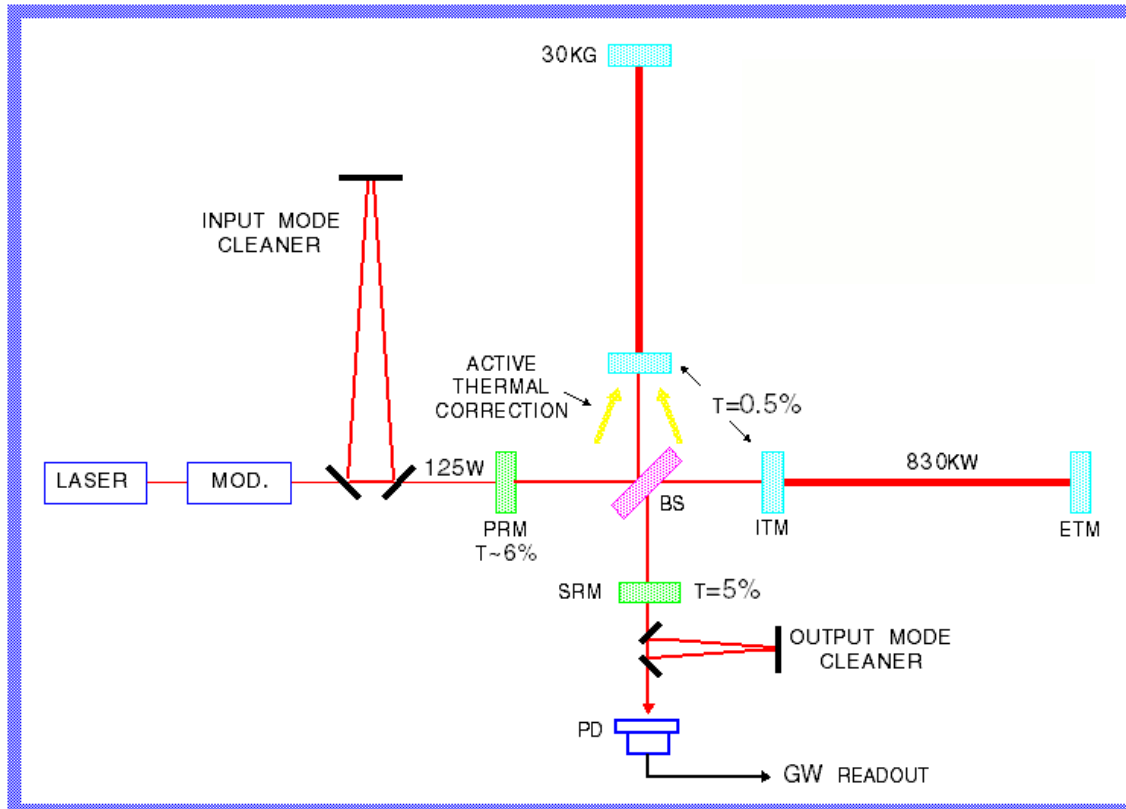 30KG
INPUT MODE
CLEANER
ACTIVE
THERMAL
CORRECTION
T=0.5%
LASER
MOD.
125W
830KW
BS
PRM
T~6%
ITM
ETM
SRM
T=5%
OUTPUT MODE
CLEANER
PD
GW READOUT